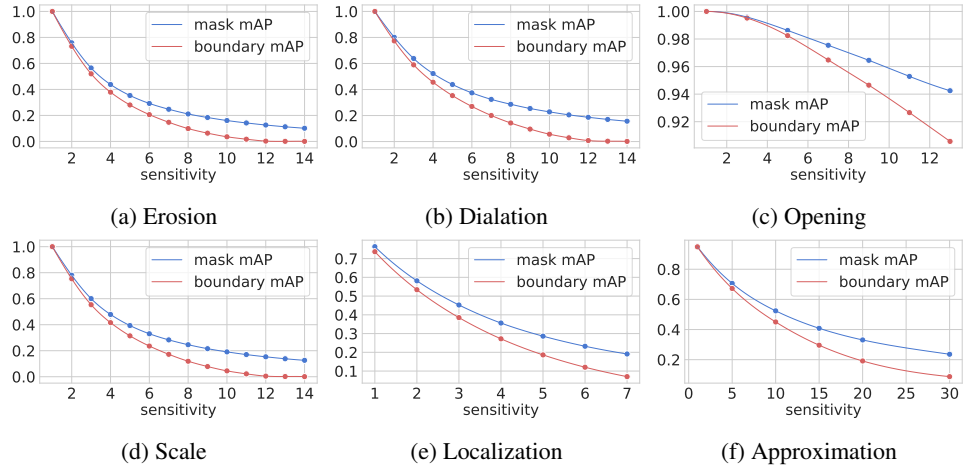 1.0
0.8
0.6
0.4
0.2
0.0
mask mAP
boundary mAP
2 4 6 8 10 12 14
sensitivity
(a) Erosion
1.0
0.8
0.6
0.4
0.2
0.0
mask mAP
boundary mAP
2 4 6 8 10 12 14
sensitivity
(b) Dialation
1.00
0.98
0.96
0.94
0.92
mask mAP
boundary mAP
2 4 6 8 10 12
sensitivity
(c) Opening
1.0
0.8
0.6
0.4
0.2
0.0
mask mAP
boundary mAP
2 4 6 8 10 12 14
sensitivity
(d) Scale
0.7
0.6
0.5
0.4
0.3
0.2
0.1
mask mAP
boundary mAP
1 2 3 4 5 6 7
sensitivity
(e) Localization
0.8
0.6
0.4
0.2
mask mAP
boundary mAP
0 5 10 15 20 25 30
sensitivity
(f) Approximation